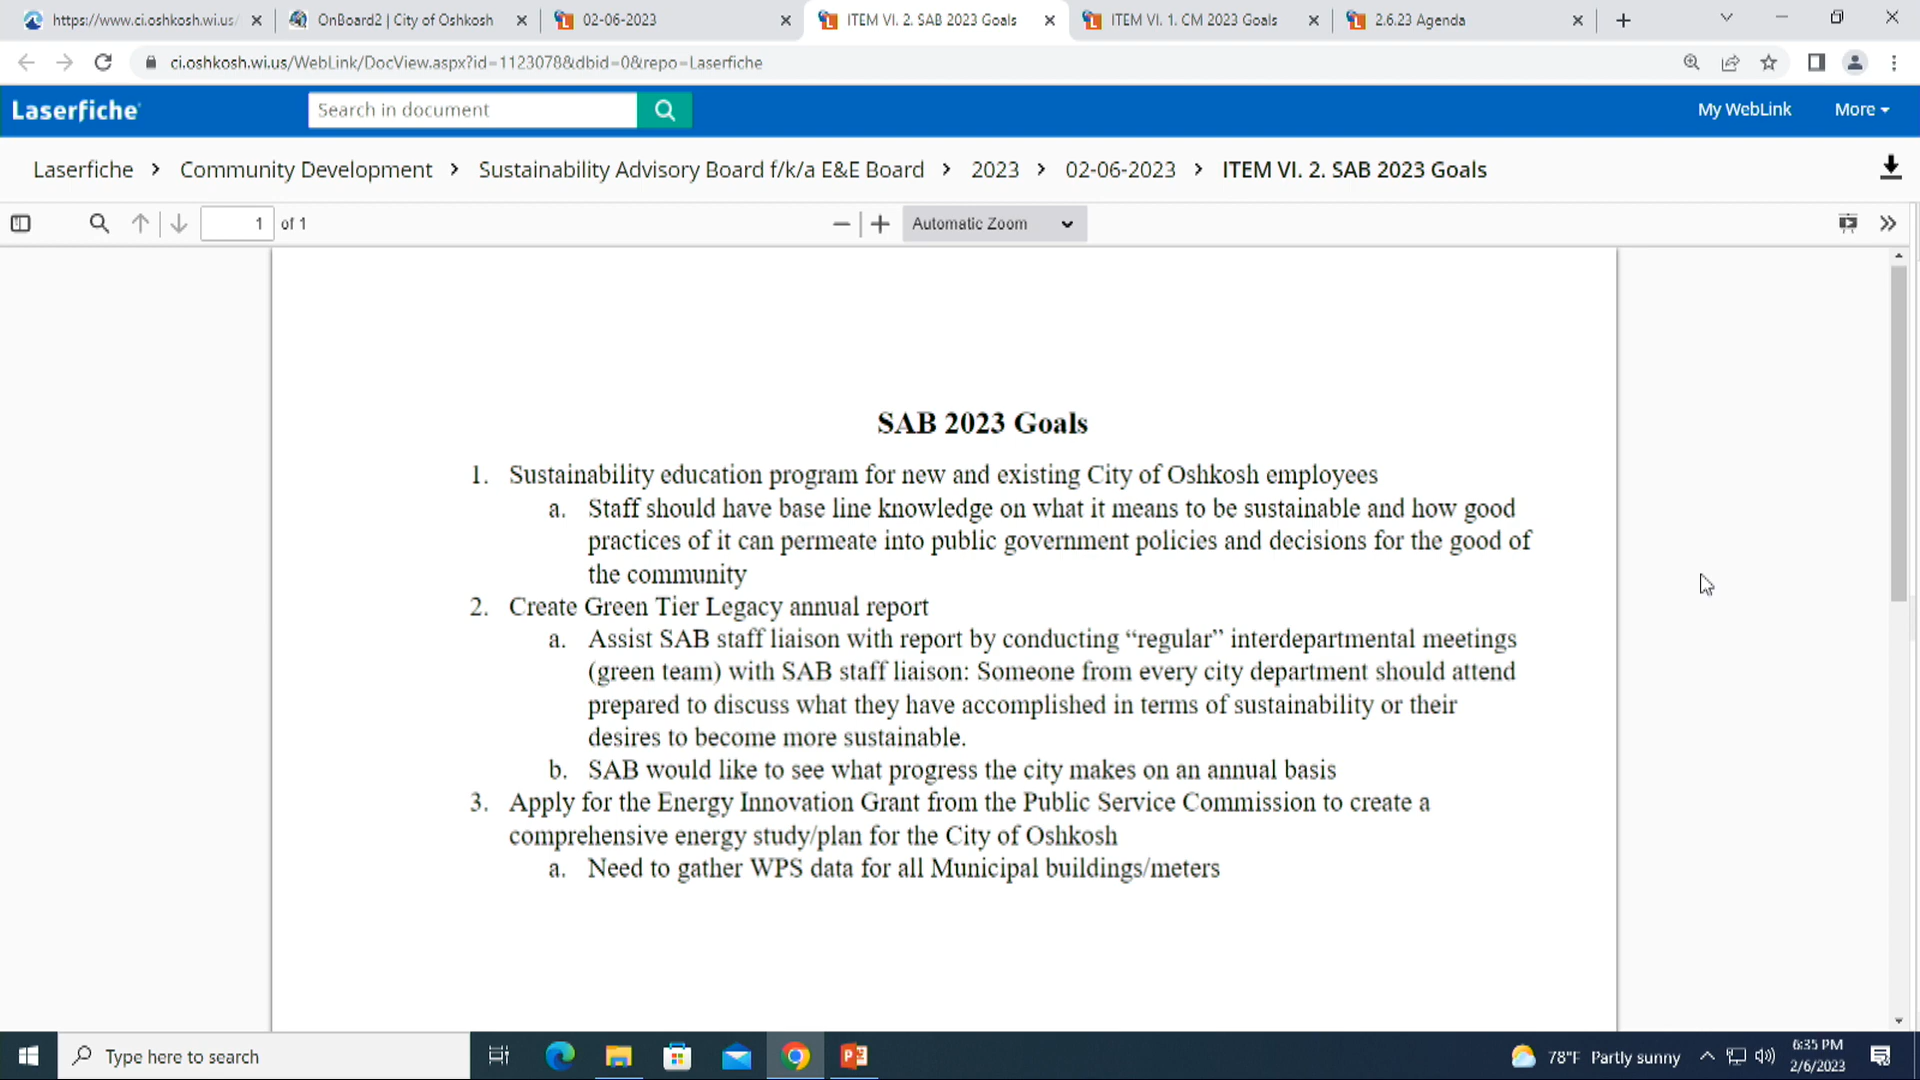 https://www.ci.oshkosh.wi.us/
OnBoard2 | City of Oshkosh
02-06-2023
ITEM VI. 2. SAB 2023 Goals
ITEM VI. 1. CM 2023 Goals
2.6.23 Agenda
ci.oshkosh.wi.us/WebLink/DocView.aspx?id=1123078&dbid=0&repo=Laserfiche
Laserfiche
Search in document
My WebLink
More
Laserfiche > Community Development > Sustainability Advisory Board f/k/a E&E Board > 2023 > 02-06-2023 > ITEM VI. 2. SAB 2023 Goals
1 of 1
Automatic Zoom
SAB 2023 Goals
1. Sustainability education program for new and existing City of Oshkosh employees
a. Staff should have base line knowledge on what it means to be sustainable and how good
practices of it can permeate into public government policies and decisions for the good of
the community
2. Create Green Tier Legacy annual report
a. Assist SAB staff liaison with report by conducting “regular” interdepartmental meetings
(green team) with SAB staff liaison: Someone from every city department should attend
prepared to discuss what they have accomplished in terms of sustainability or their
desires to become more sustainable.
b. SAB would like to see what progress the city makes on an annual basis
3. Apply for the Energy Innovation Grant from the Public Service Commission to create a
comprehensive energy study/plan for the City of Oshkosh
a. Need to gather WPS data for all Municipal buildings/meters
Type here to search
78°F Partly sunny
6:35 PM
2/6/2023